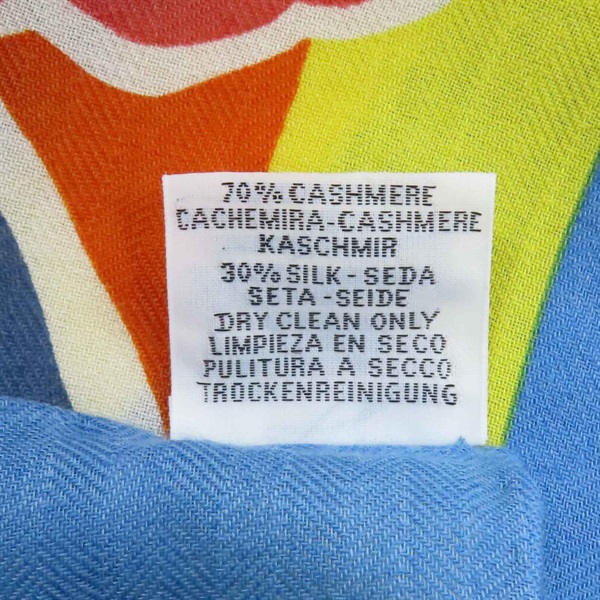 70% CASHMERE
CACHEMIRA-CASHMERE
KASCHMIR
30% SILK - SEDA
SETA - SEIDE
DRY CLEAN ONLY
LIMPIEZA EN SECO
PULITURA A SECCO
TROCKENREINIGUNG